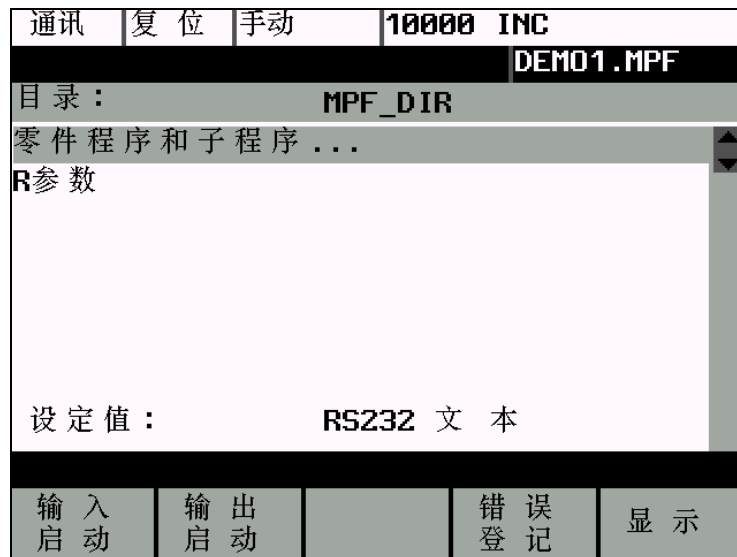 通讯 复位 手动 10000 INC
DEMO1.MPF
目录: MPF_DIR
零件程序和子程序...
R参数
设定值: RS232 文本
输入启动 输出启动 错误登记 显示